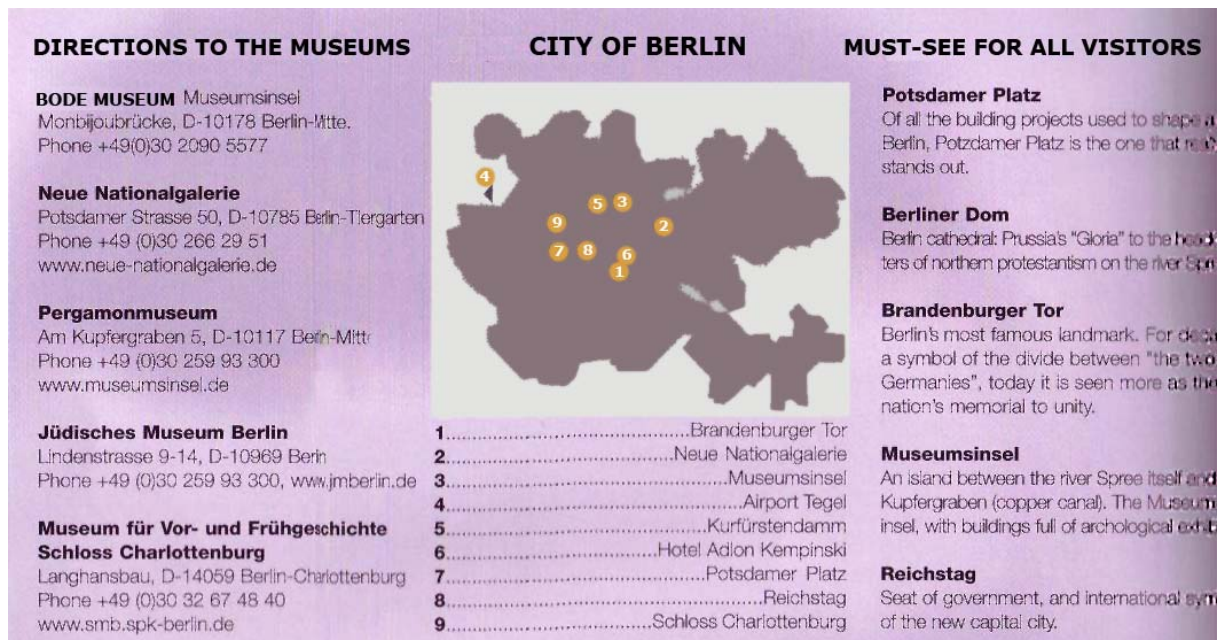 DIRECTIONS TO THE MUSEUMS
BODE MUSEUM Museumsinsel
Monbijoubrücke, D-10178 Berlin-Mitte.
Phone +49(0)30 2090 5577
Neue Nationalgalerie
Potsdamer Strasse 50, D-10785 Berlin-Tiergarten
Phone +49 (0)30 266 29 51
www.neue-nationalgalerie.de
Pergamonmuseum
Am Kupfergraben 5, D-10117 Berlin-Mitte
Phone +49 (0)30 259 93 300
www.museumsinsel.de
Jüdisches Museum Berlin
Lindenstrasse 9-14, D-10969 Berlin
Phone +49 (0)30 259 93 300, www.jmberlin.de
Museum für Vor- und Frühgeschichte
Schloss Charlottenburg
Langhansbau, D-14059 Berlin-Charlottenburg
Phone +49 (0)30 32 67 48 40
www.smb.spk-berlin.de
CITY OF BERLIN
4
5 3
9 2
7 8 6
1
1 Brandenburger Tor
2 Neue Nationalgalerie
3 Museumsinsel
4 Airport Tegel
5 Kurfürstendamm
6 Hotel Adlon Kempinski
7 Potsdamer Platz
8 Reichstag
9 Schloss Charlottenburg
MUST-SEE FOR ALL VISITORS
Potsdamer Platz
Of all the building projects used to shape a
Berlin, Potzdamer Platz is the one that
stands out.
Berliner Dom
Berlin cathedral: Prussia's "Gloria" to the
ters of northern protestantism on the river
Brandenburger Tor
Berlin's most famous landmark. For
a symbol of the divide between "the two
Germanies", today it is seen more as the
nation's memorial to unity.
Museumsinsel
An island between the river Spree itself and
Kupfergraben (copper canal). The Museum
insel, with buildings full of archological
Reichstag
Seat of government, and international
of the new capital city.